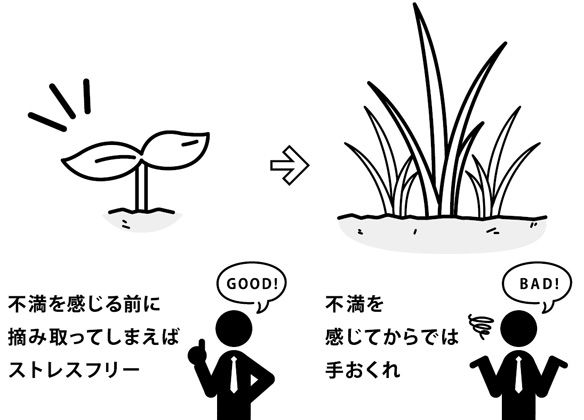 不満を感じる前に
摘み取ってしまえば
ストレスフリー
GOOD!
不満を
感じてからでは
手おくれ
BAD!